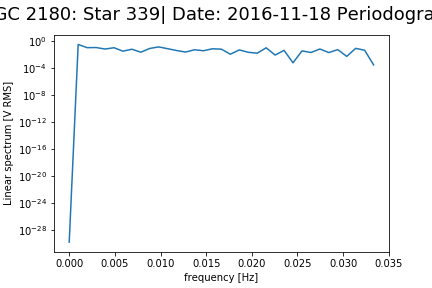 GC 2180: Star 339| Date: 2016-11-18 Periodogra
10^0
10^-4
10^-8
10^-12
10^-16
10^-20
10^-24
10^-28
Linear spectrum [V RMS]
0.000 0.005 0.010 0.015 0.020 0.025 0.030 0.035
frequency [Hz]